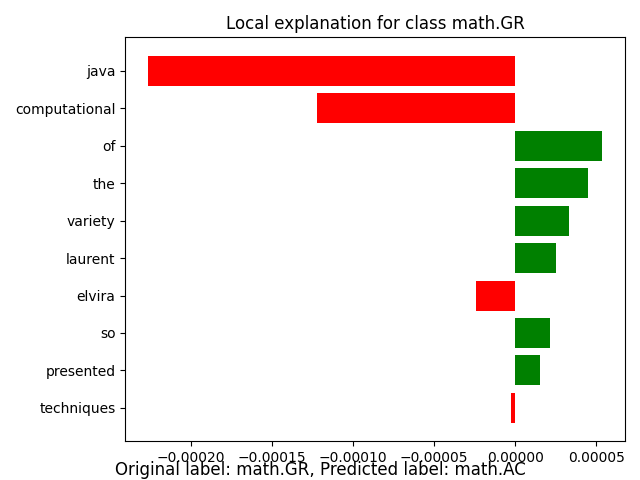 Local explanation for class math.GR
java
computational
of
the
variety
laurent
elvira
so
presented
techniques
−0.00020 −0.00015 −0.00010 −0.00005 0.00000 0.00005
Original label: math.GR, Predicted label: math.AC